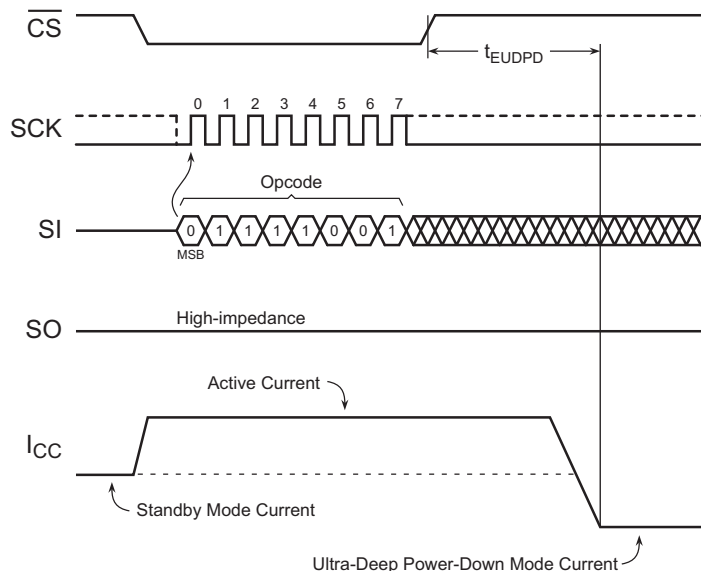 CS
tEUDPD
0 1 2 3 4 5 6 7
SCK
Opcode
SI
0 1 1 1 1 0 0 1
MSB
SO
High-impedance
Active Current
ICC
Standby Mode Current
Ultra-Deep Power-Down Mode Current